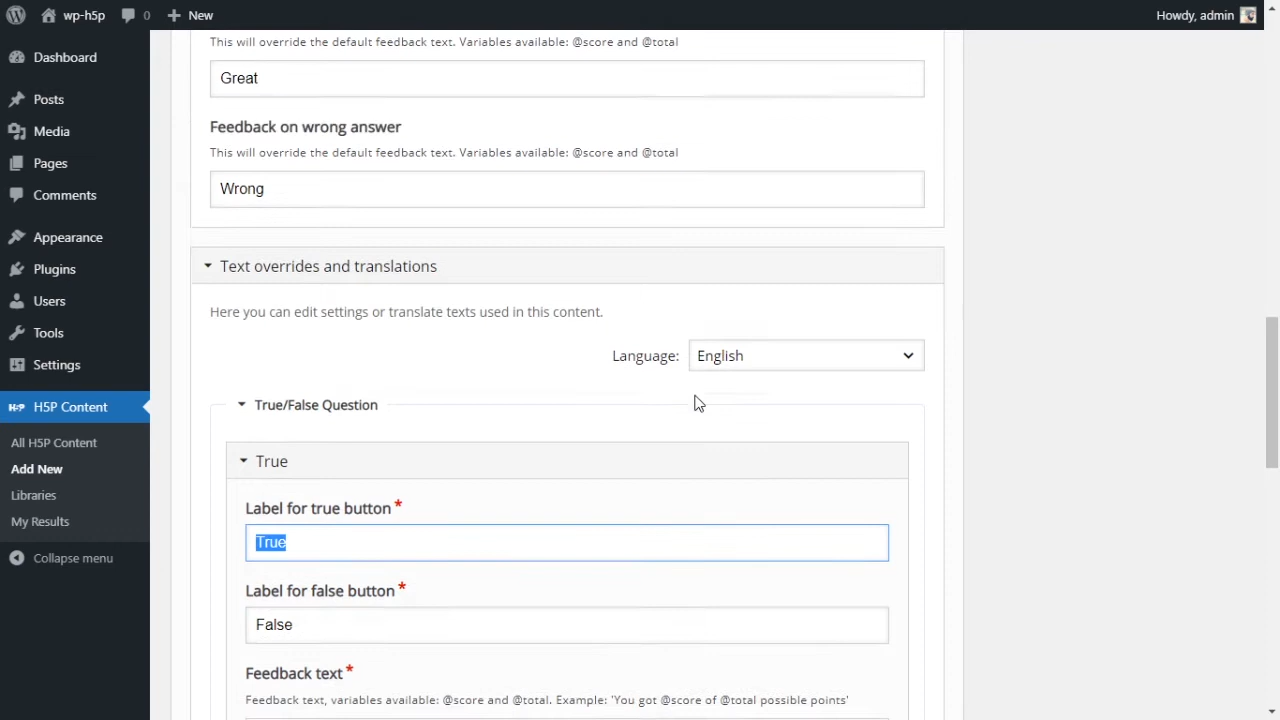 wp-h5p
0
New
Howdy, admin
Dashboard
Posts
Media
Pages
Comments
Appearance
Plugins
Users
Tools
Settings
H5P H5P Content
All H5P Content
Add New
Libraries
My Results
Collapse menu
This will override the default feedback text. Variables available: @score and @total
Great
Feedback on wrong answer
This will override the default feedback text. Variables available: @score and @total
Wrong
Text overrides and translations
Here you can edit settings or translate texts used in this content.
Language: English
True/False Question
True
Label for true button *
True
Label for false button *
False
Feedback text *
Feedback text, variables available: @score and @total. Example: 'You got @score of @total possible points'